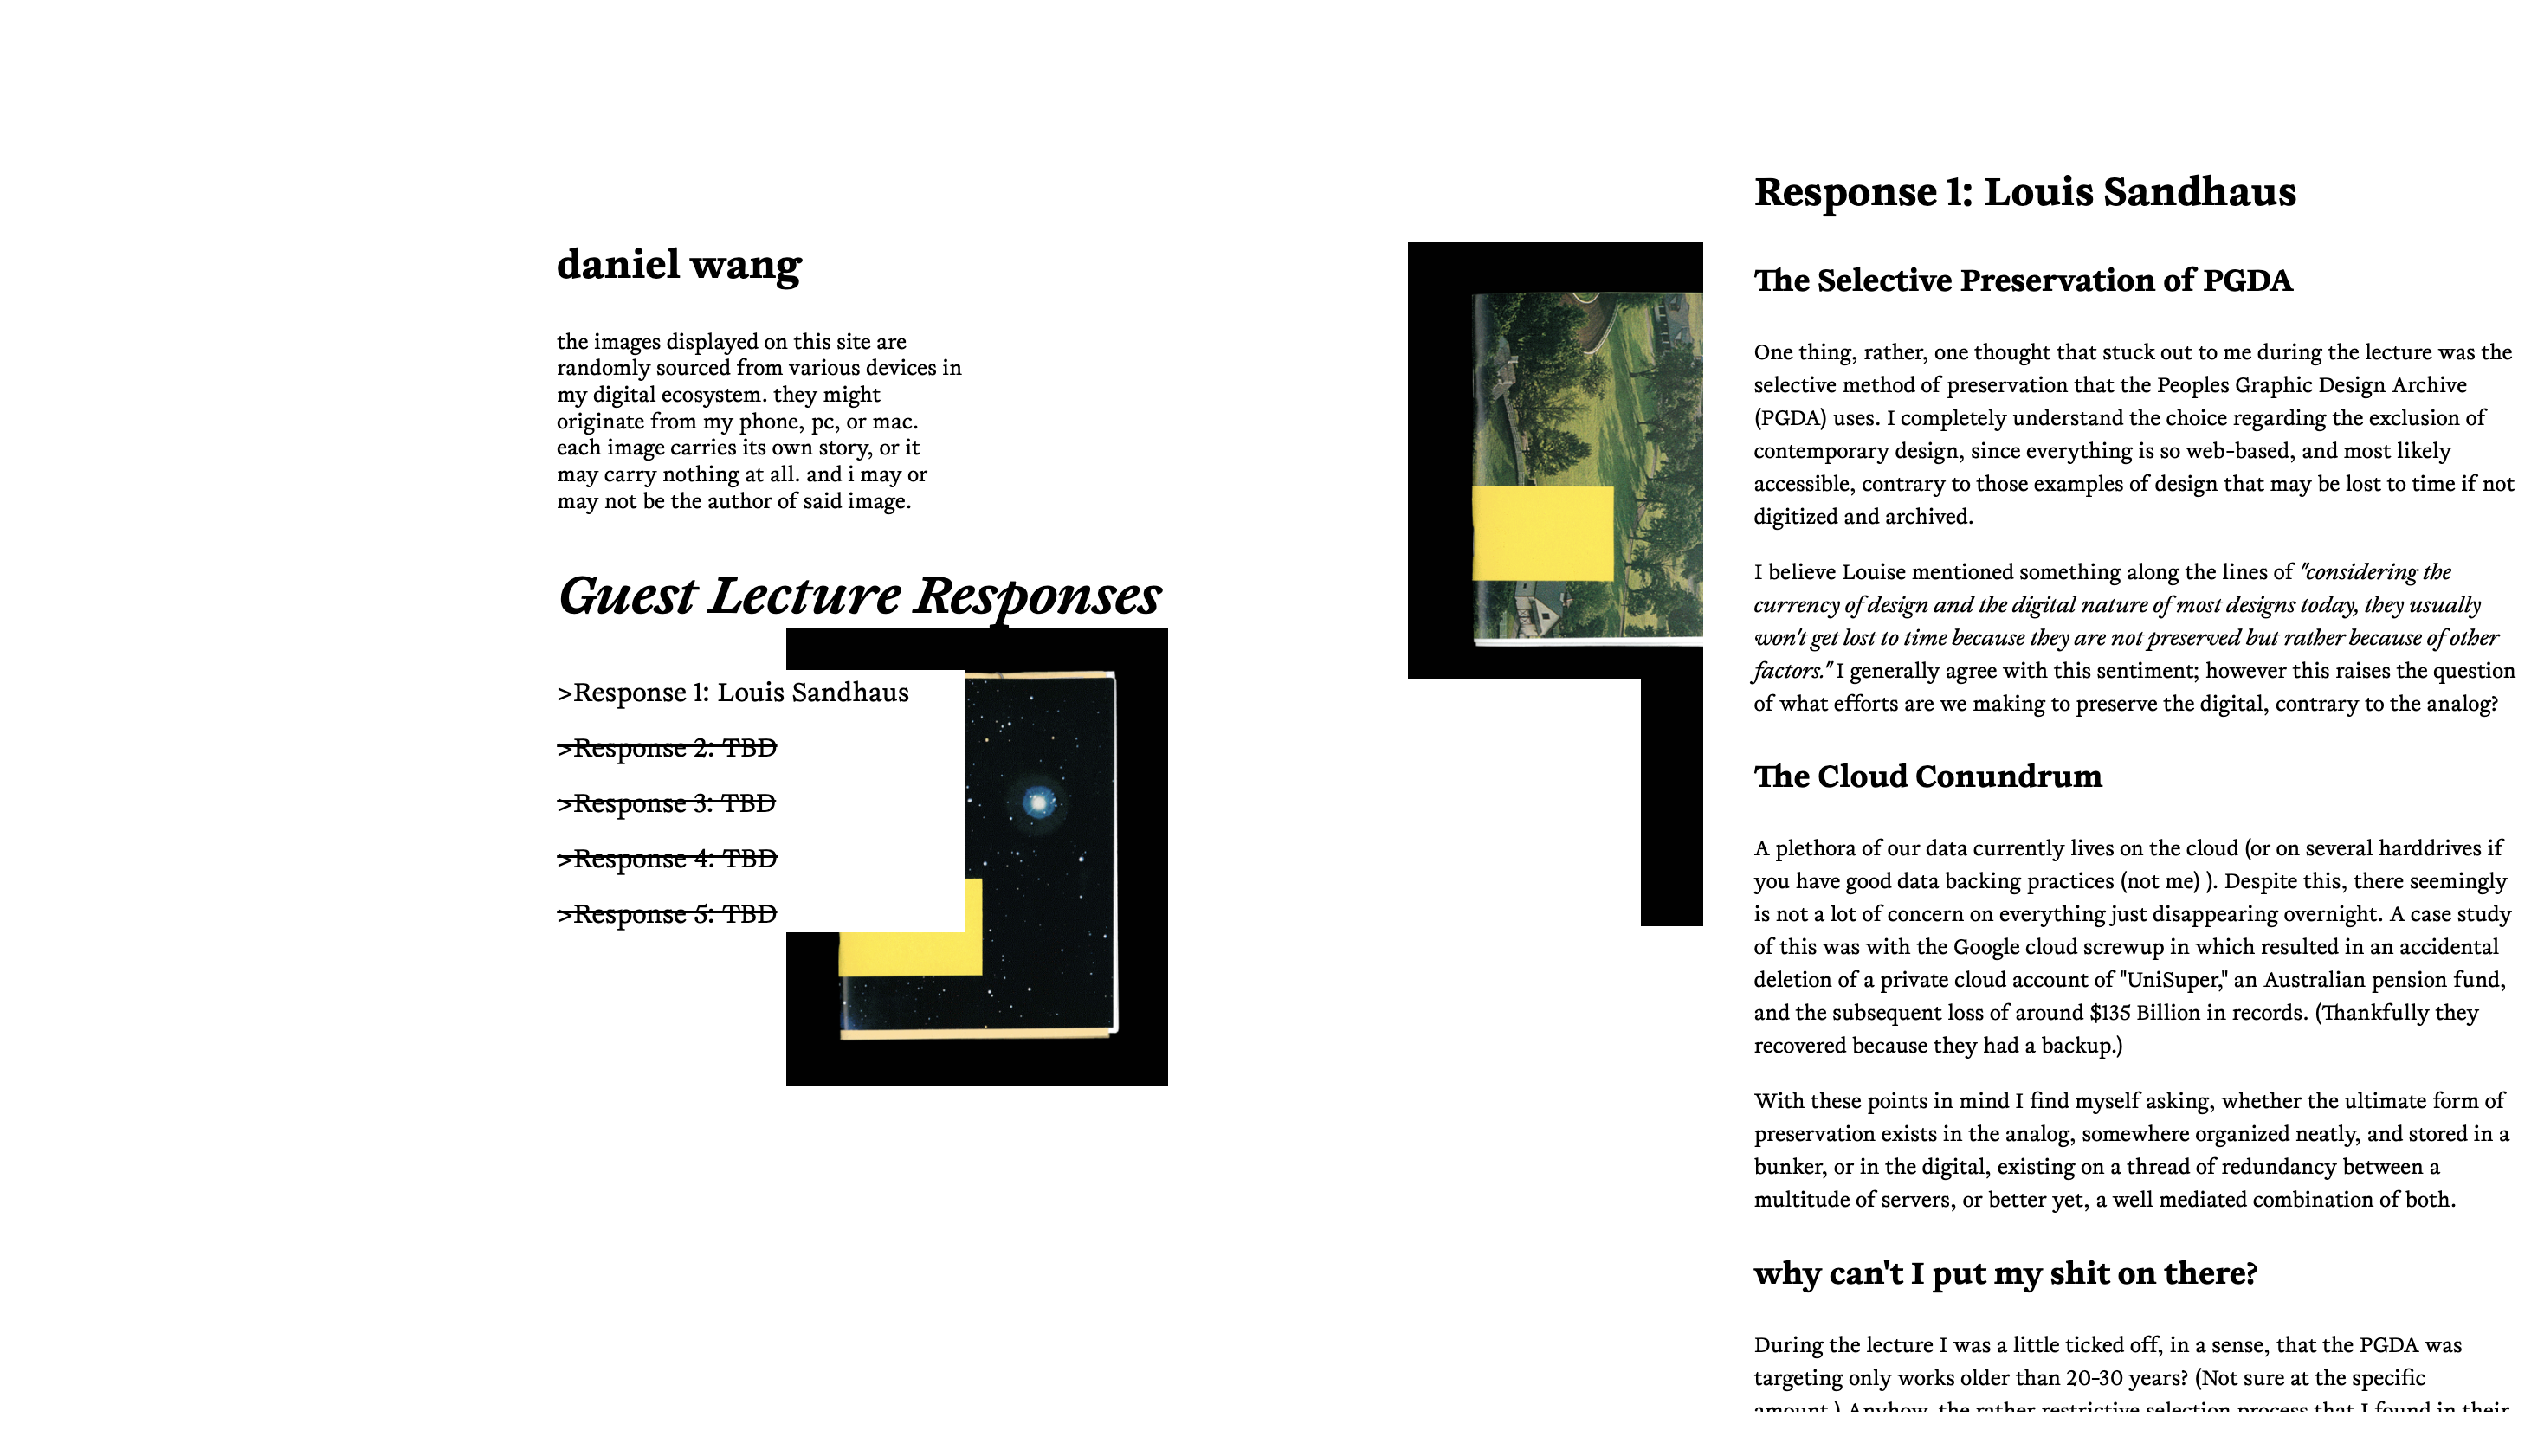 daniel wang
the images displayed on this site are
randomly sourced from various devices in
my digital ecosystem. they might
originate from my phone, pc, or mac.
each image carries its own story, or it
may carry nothing at all. and i may or
may not be the author of said image.
Guest Lecture Responses
>Response 1: Louis Sandhaus
>Response 2: TBD
>Response 3: TBD
>Response 4: TBD
>Response 5: TBD
Response 1: Louis Sandhaus
The Selective Preservation of PGDA
One thing, rather, one thought that stuck out to me during the lecture was the
selective method of preservation that the Peoples Graphic Design Archive
(PGDA) uses. I completely understand the choice regarding the exclusion of
contemporary design, since everything is so web-based, and most likely
accessible, contrary to those examples of design that may be lost to time if not
digitized and archived.
I believe Louise mentioned something along the lines of "considering the
currency of design and the digital nature of most designs today, they usually
won't get lost to time because they are not preserved but rather because of other
factors." I generally agree with this sentiment; however this raises the question
of what efforts are we making to preserve the digital, contrary to the analog?
The Cloud Conundrum
A plethora of our data currently lives on the cloud (or on several harddrives if
you have good data backing practices (not me) ). Despite this, there seemingly
is not a lot of concern on everything just disappearing overnight. A case study
of this was with the Google cloud screwup in which resulted in an accidental
deletion of a private cloud account of "UniSuper," an Australian pension fund,
and the subsequent loss of around $135 Billion in records. (Thankfully they
recovered because they had a backup.)
With these points in mind I find myself asking, whether the ultimate form of
preservation exists in the analog, somewhere organized neatly, and stored in a
bunker, or in the digital, existing on a thread of redundancy between a
multitude of servers, or better yet, a well mediated combination of both.
why can't I put my shit on there?
During the lecture I was a little ticked off, in a sense, that the PGDA was
targeting only works older than 20-30 years? (Not sure at the specific
amount.) Anyhow, the rather restrictive selection process that I found in their